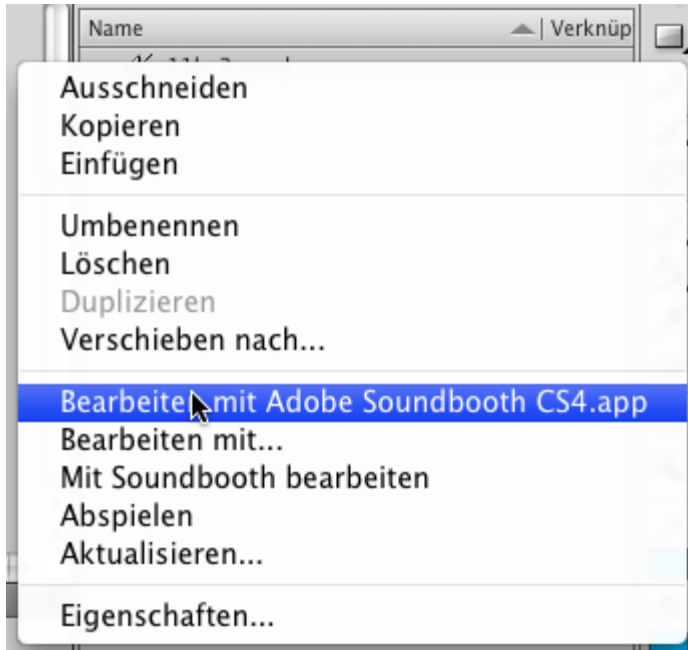 Name
Verknüp
Ausschneiden
Kopieren
Einfügen
Umbenennen
Löschen
Duplizieren
Verschieben nach...
Bearbeiten mit Adobe Soundbooth CS4.app
Bearbeiten mit...
Mit Soundbooth bearbeiten
Abspielen
Aktualisieren...
Eigenschaften...